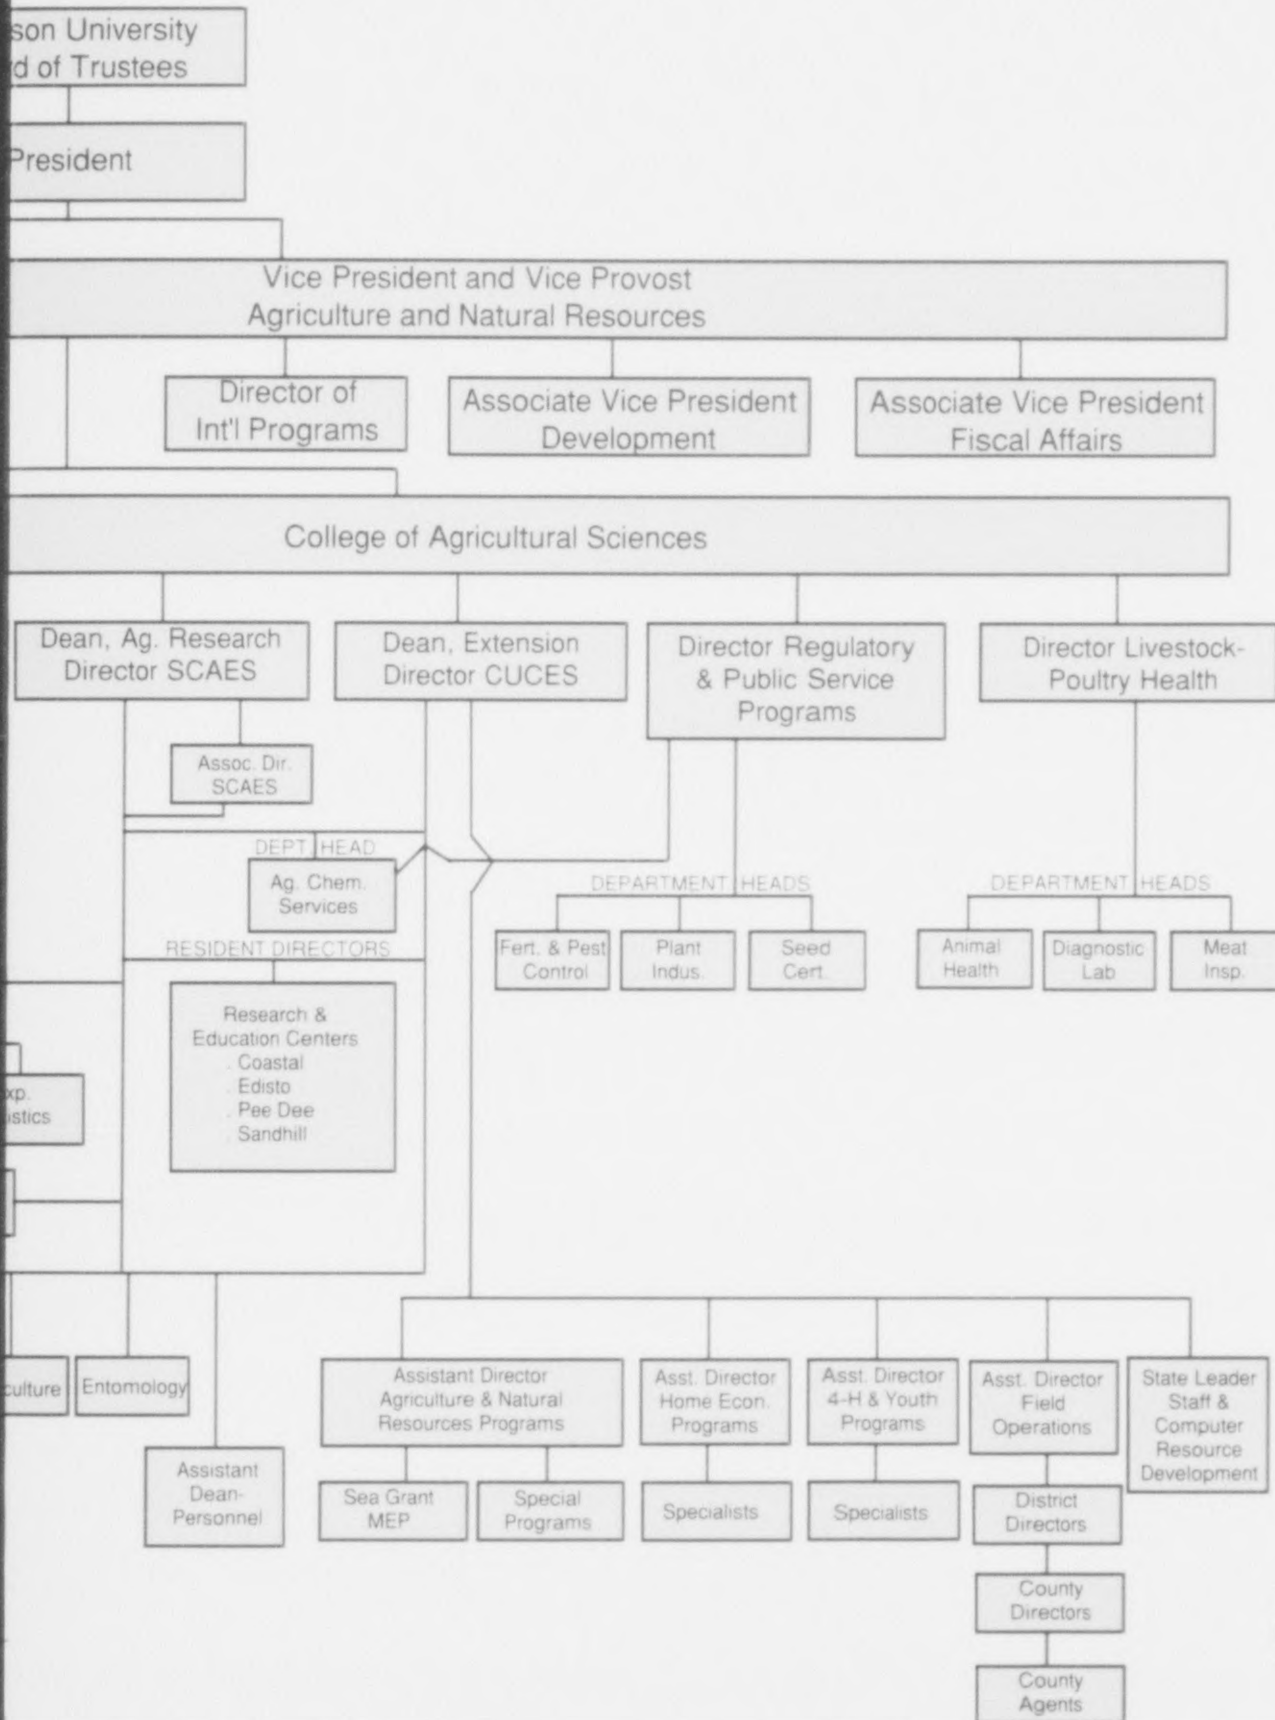 son University
d of Trustees
President
Vice President and Vice Provost
Agriculture and Natural Resources
Director of
Int'l Programs
Associate Vice President
Development
Associate Vice President
Fiscal Affairs
College of Agricultural Sciences
Dean, Ag. Research
Director SCAES
Dean, Extension
Director CUCES
Director Regulatory
& Public Service
Programs
Director Livestock-
Poultry Health
Assoc. Dir.
SCAES
DEPT. HEAD
Ag. Chem.
Services
RESIDENT DIRECTORS
Research &
Education Centers
. Coastal
. Edisto
. Pee Dee
. Sandhill
DEPARTMENT HEADS
Fert. & Pest
Control
Plant
Indus.
Seed
Cert.
DEPARTMENT HEADS
Animal
Health
Diagnostic
Lab
Meat
Insp.
xp.
istics
culture
Entomology
Assistant
Dean-
Personnel
Assistant Director
Agriculture & Natural
Resources Programs
Sea Grant
MEP
Special
Programs
Asst. Director
Home Econ.
Programs
Specialists
Asst. Director
4-H & Youth
Programs
Specialists
Asst. Director
Field
Operations
District
Directors
County
Directors
County
Agents
State Leader
Staff &
Computer
Resource
Development